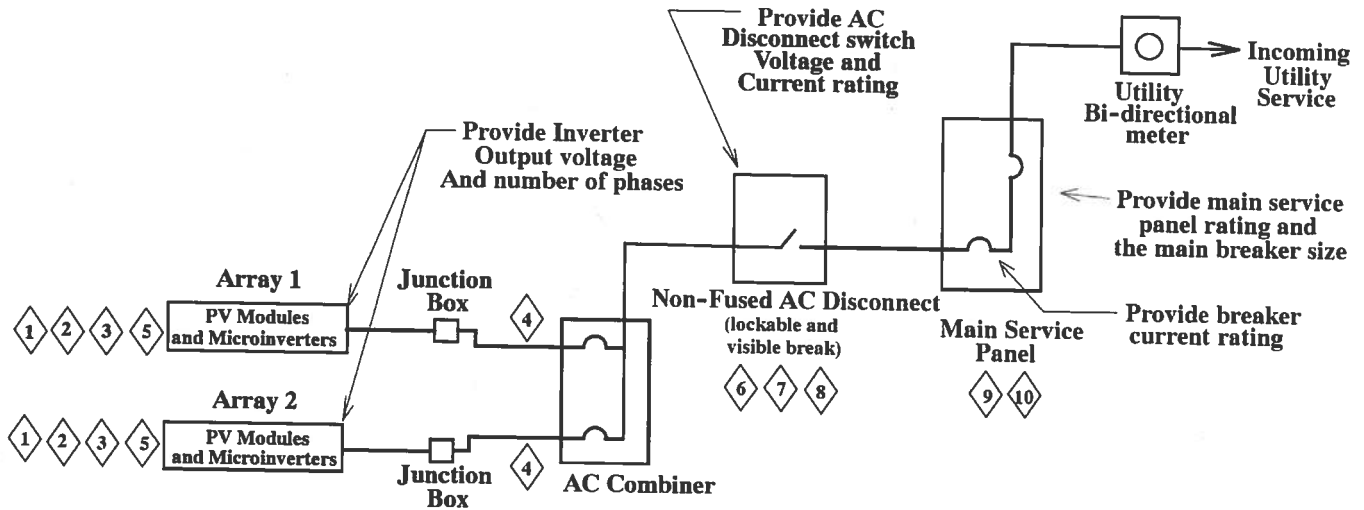 Provide AC
Disconnect switch
Voltage and
Current rating
Incoming
Utility
Service
Utility
Bi-directional
meter
Provide Inverter
Output voltage
And number of phases
Provide main service
panel rating and
the main breaker size
Array 1
Junction
Box
1 2 3 5
PV Modules
and Microinverters
4
Non-Fused AC Disconnect
(lockable and
visible break)
6 7 8
Main Service
Panel
9 10
Provide breaker
current rating
Array 2
1 2 3 5
PV Modules
and Microinverters
Junction
Box
4
AC Combiner